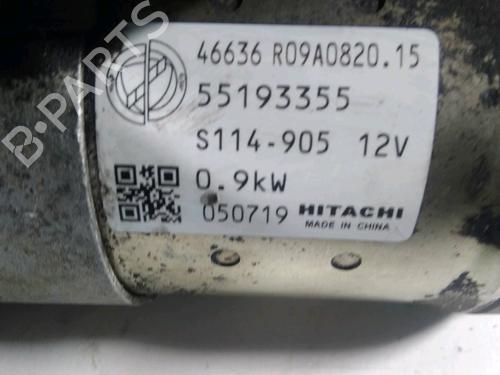 46636 R09A0820.15
55193355
S114-905 12V
0.9kW
050719 HITACHI
MADE IN CHINA
B-PARTS